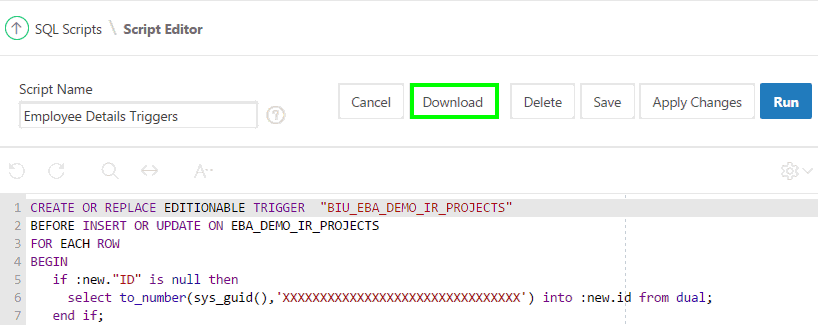 SQL Scripts \ Script Editor
Script Name
Employee Details Triggers ?
Cancel Download Delete Save Apply Changes Run
A··
1 CREATE OR REPLACE EDITIONABLE TRIGGER "BIU_EBA_DEMO_IR_PROJECTS"
2 BEFORE INSERT OR UPDATE ON EBA_DEMO_IR_PROJECTS
3 FOR EACH ROW
4 BEGIN
5 if :new."ID" is null then
6 select to_number(sys_guid(),'XXXXXXXXXXXXXXXXXXXXXXXXXXXXXXXX') into :new.id from dual;
7 end if;